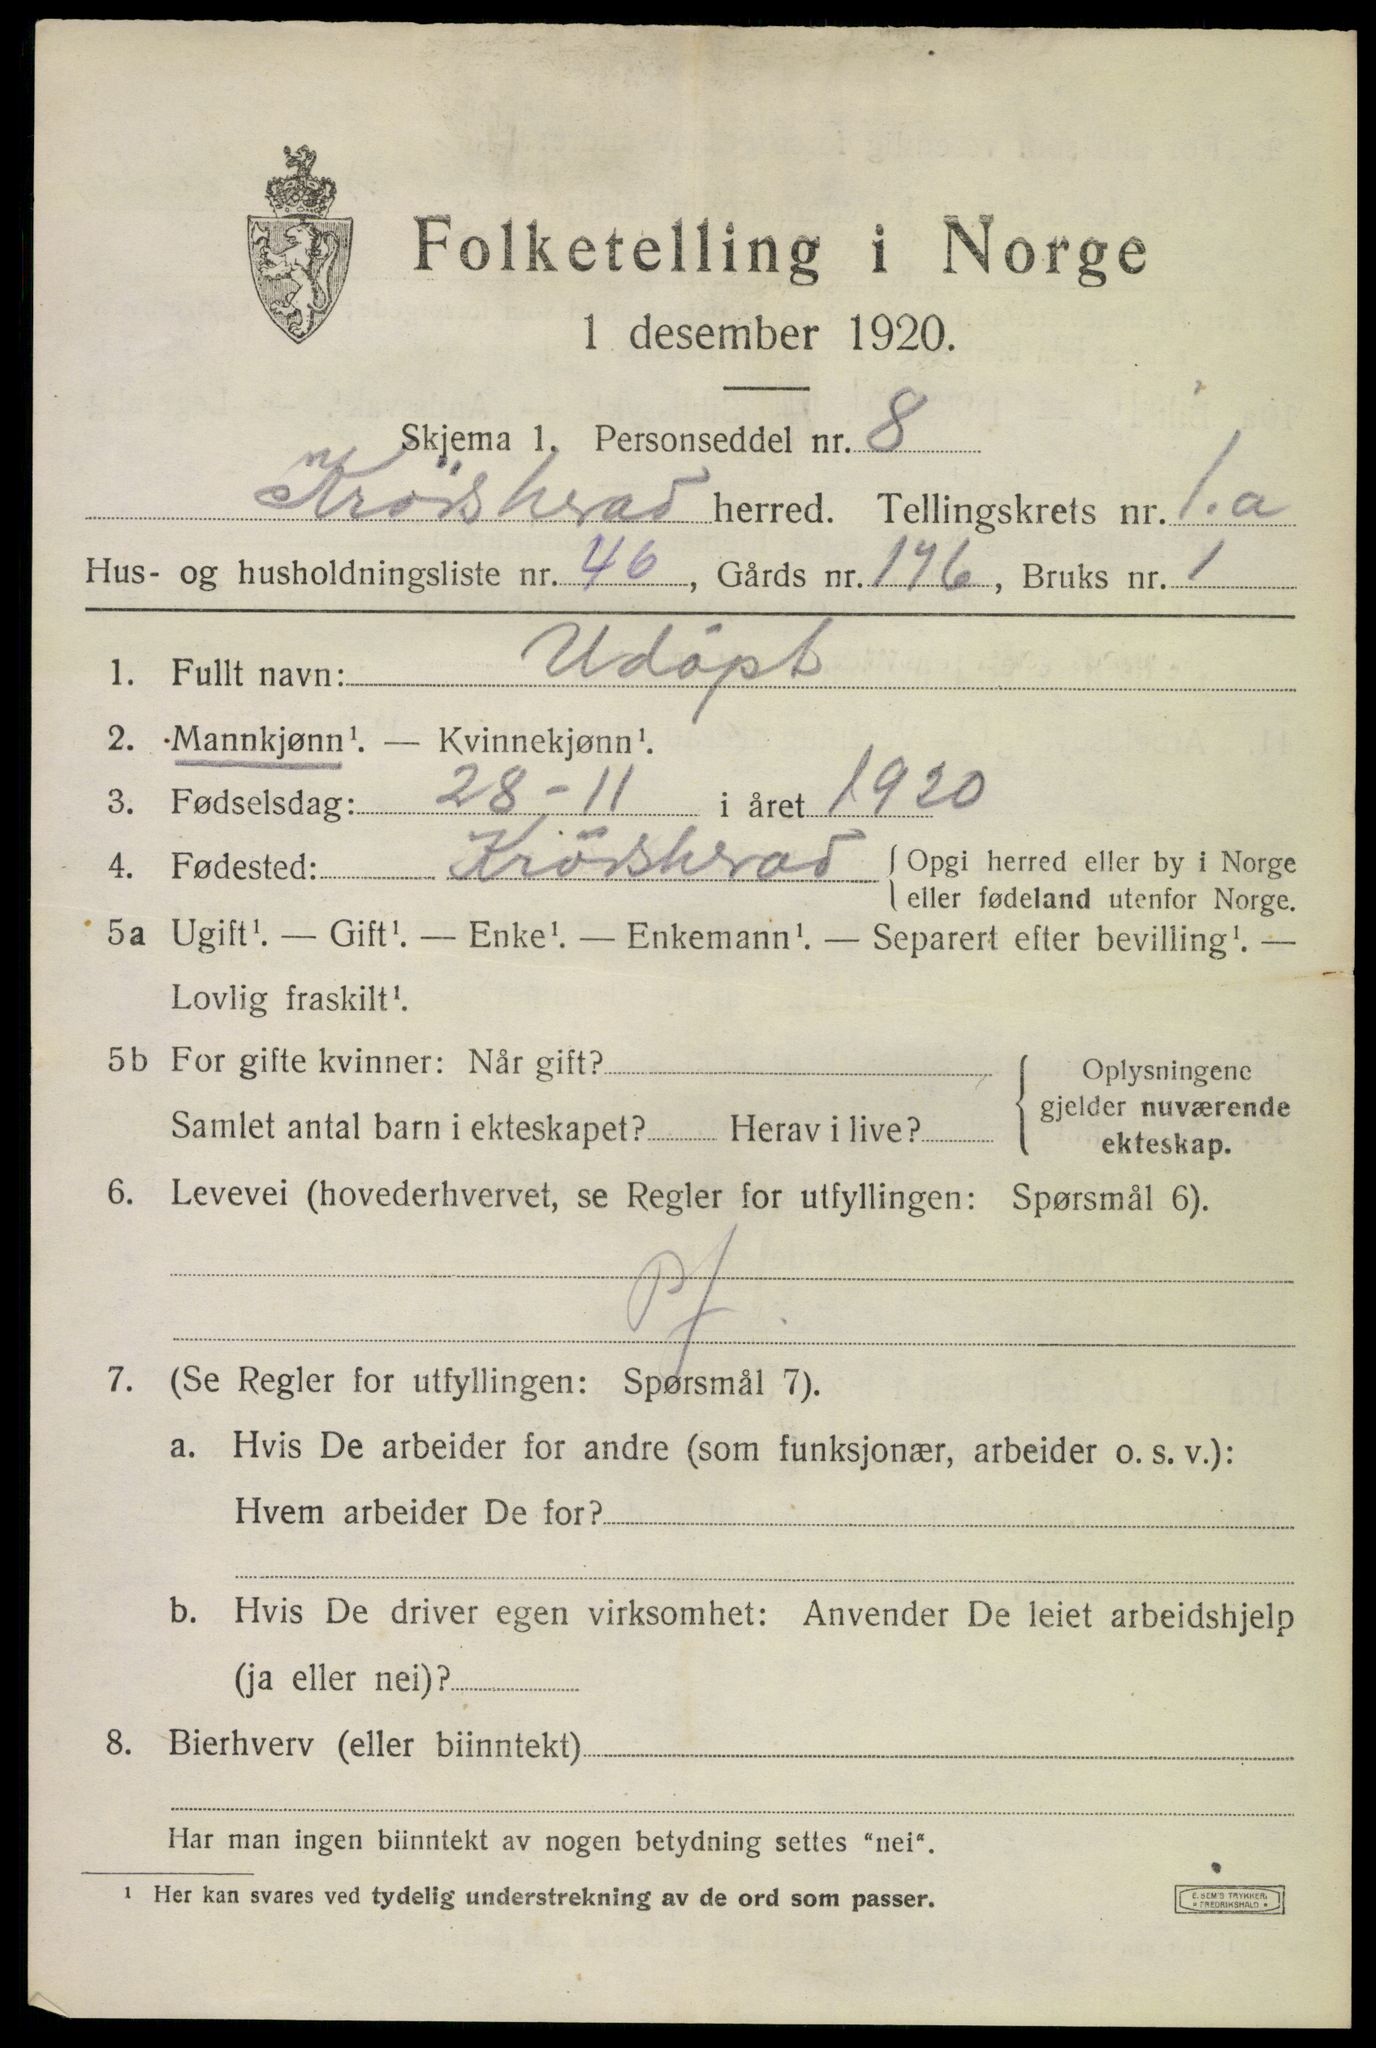 Folketelling i Norge
1 desember 1920.
Skjema 1. Personseddel nr. 8
Krödsherad herred. Tellingskrets nr. 1.a
Hus- og husholdningsliste nr. 46, Gårds nr. 196, Bruks nr. 1
1. Fullt navn: Udöpt
2. Mannkjønn¹. — Kvinnekjønn¹.
3. Fødselsdag: 28-11 i året 1920
4. Fødested: Krödsherad { Opgi herred eller by i Norge
eller fødeland utenfor Norge.
5a Ugift¹. — Gift¹. — Enke¹. — Enkemann¹. — Separert efter bevilling¹. —
Lovlig fraskilt¹.
5b For gifte kvinner: Når gift?
Samlet antal barn i ekteskapet? Herav i live?
Oplysningene
gjelder nuværende
ekteskap.
6. Levevei (hovederhvervet, se Regler for utfyllingen: Spørsmål 6).
Pf
7. (Se Regler for utfyllingen: Spørsmål 7).
a. Hvis De arbeider for andre (som funksjonær, arbeider o. s. v.):
Hvem arbeider De for?
b. Hvis De driver egen virksomhet: Anvender De leiet arbeidshjelp
(ja eller nei)?
8. Bierhverv (eller biinntekt)
Har man ingen biinntekt av nogen betydning settes "nei".
¹ Her kan svares ved tydelig understrekning av de ord som passer.
E. SEM'S TRYKKERI
* FREDRIKSHALD *